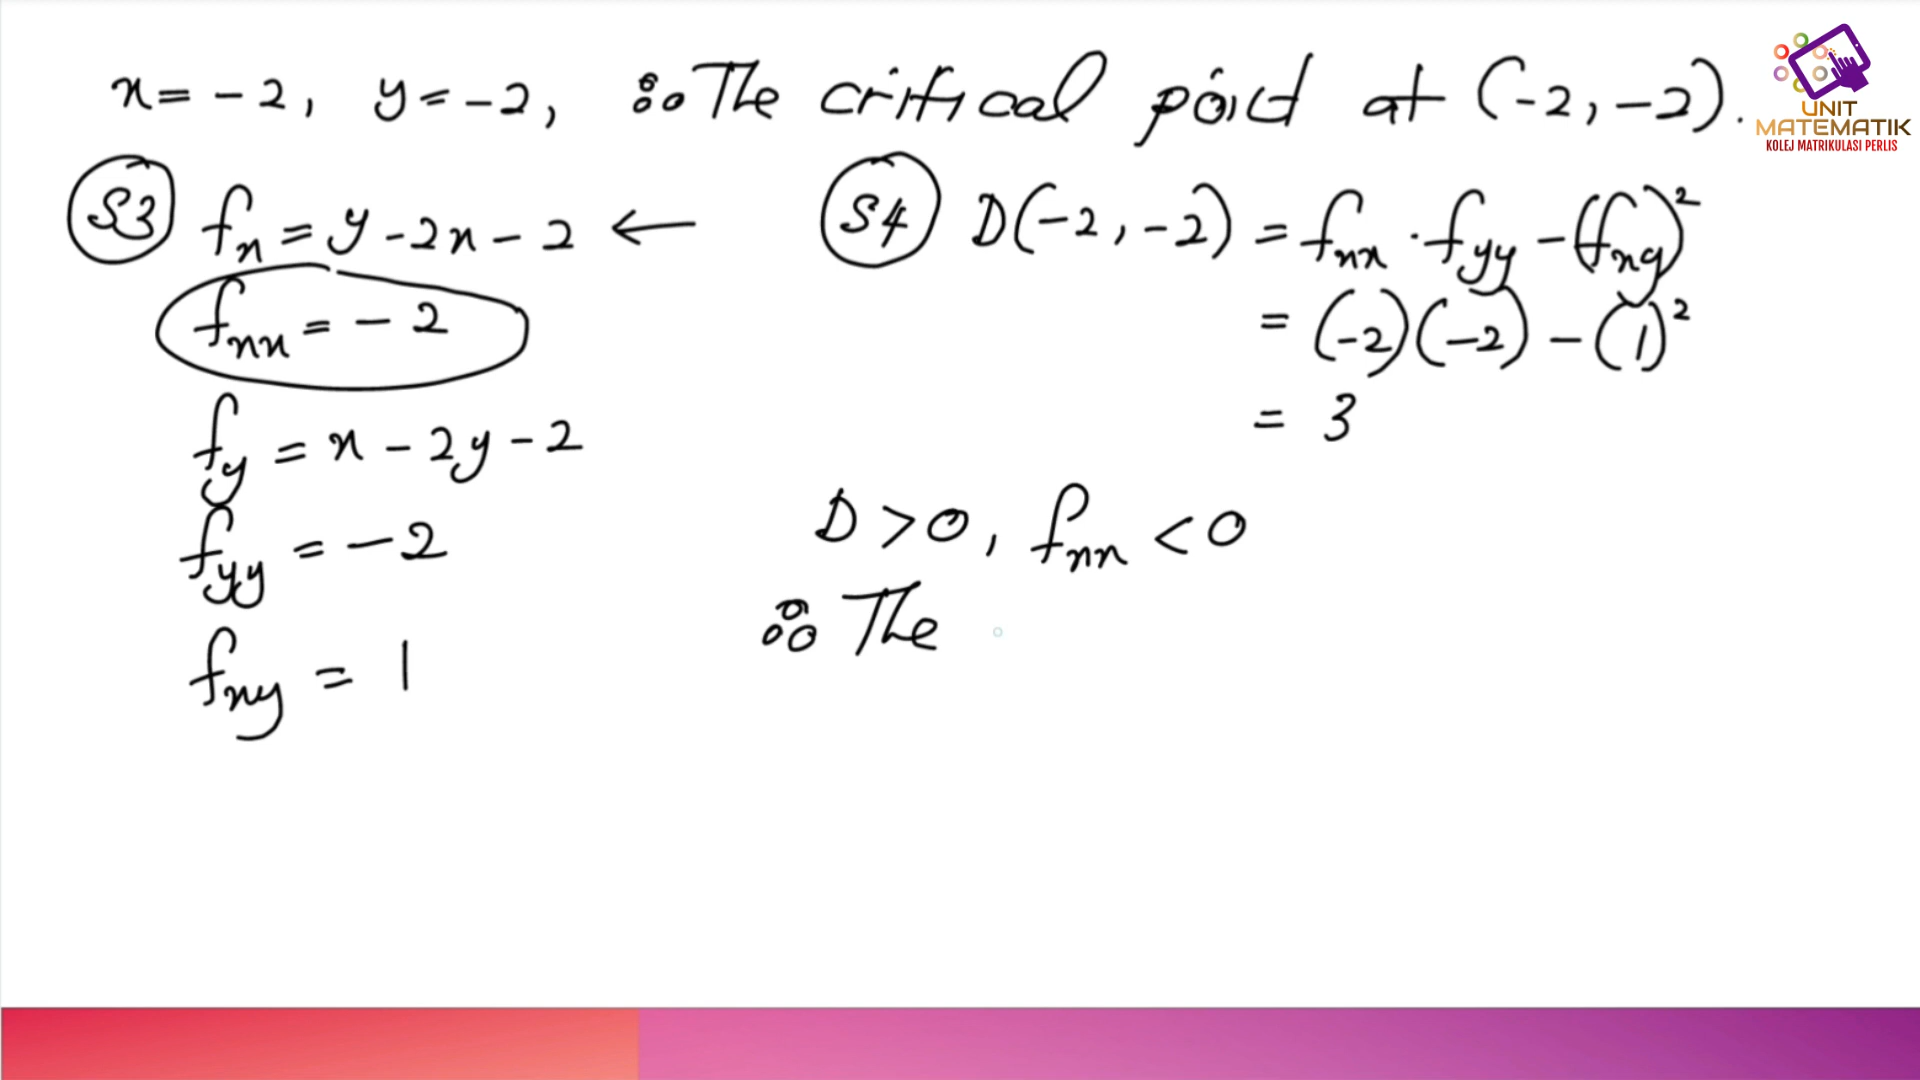 x = -2, y = -2, ∴ The critical point at (-2, -2).
UNIT
MATEMATIK
KOLEJ MATRIKULASI PERLIS
S3 fx = y - 2x - 2 ←
fxx = -2
fy = x - 2y - 2
fyy = -2
fxy = 1
S4 D(-2, -2) = fxx · fyy - (fxy)²
= (-2)(-2) - (1)²
= 3
D > 0, fxx < 0
∴ The